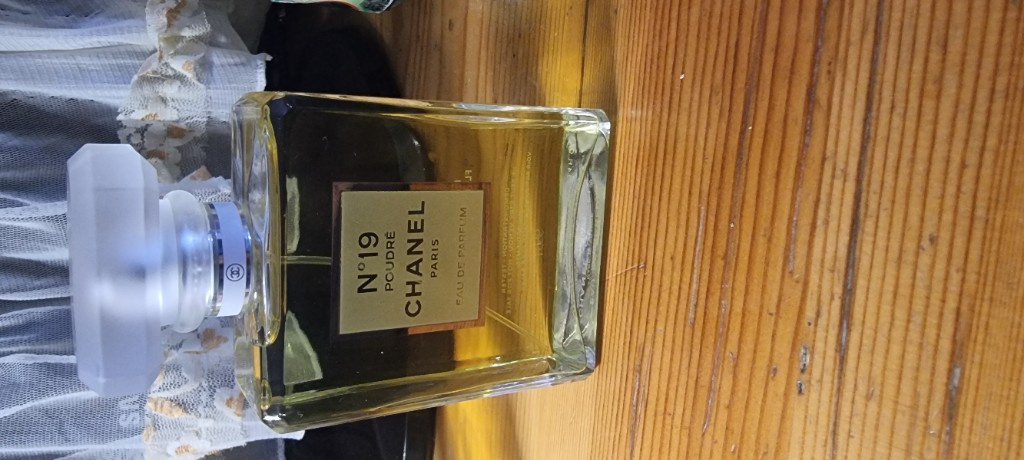 N°19
POUDRÉ
CHANEL
PARIS
EAU DE PARFUM